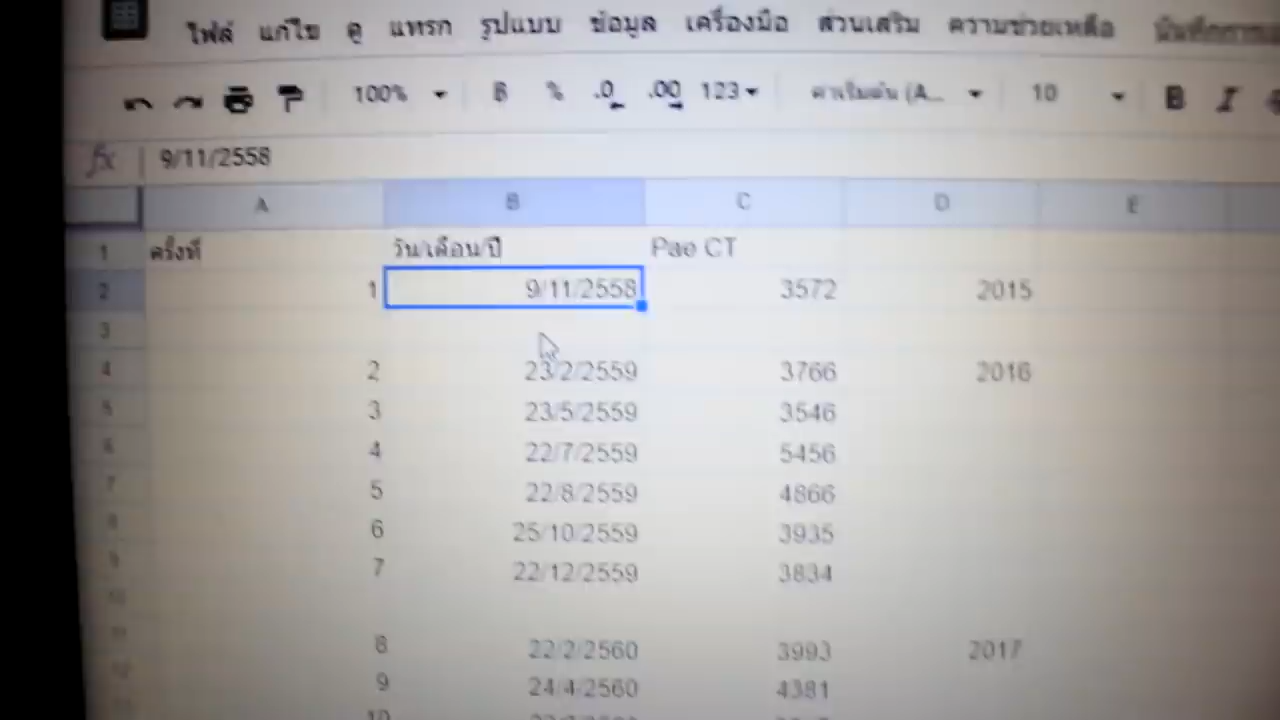 ไฟล์ แก้ไข ดู แทรก รูปแบบ ข้อมูล เครื่องมือ ส่วนเสริม ความช่วยเหลือ
100% % .0 .00 123 10 B I
fx 9/11/2558
A B C D E
1 ครั้งที่ วัน/เดือน/ปี Pae CT
2 1 9/11/2558 3572 2015
3
4 2 23/2/2559 3766 2016
5 3 23/5/2559 3546
6 4 22/7/2559 5456
7 5 22/8/2559 4866
8 6 25/10/2559 3935
9 7 22/12/2559 3834
10
11 8 22/2/2560 3993 2017
12 9 24/4/2560 4381
10